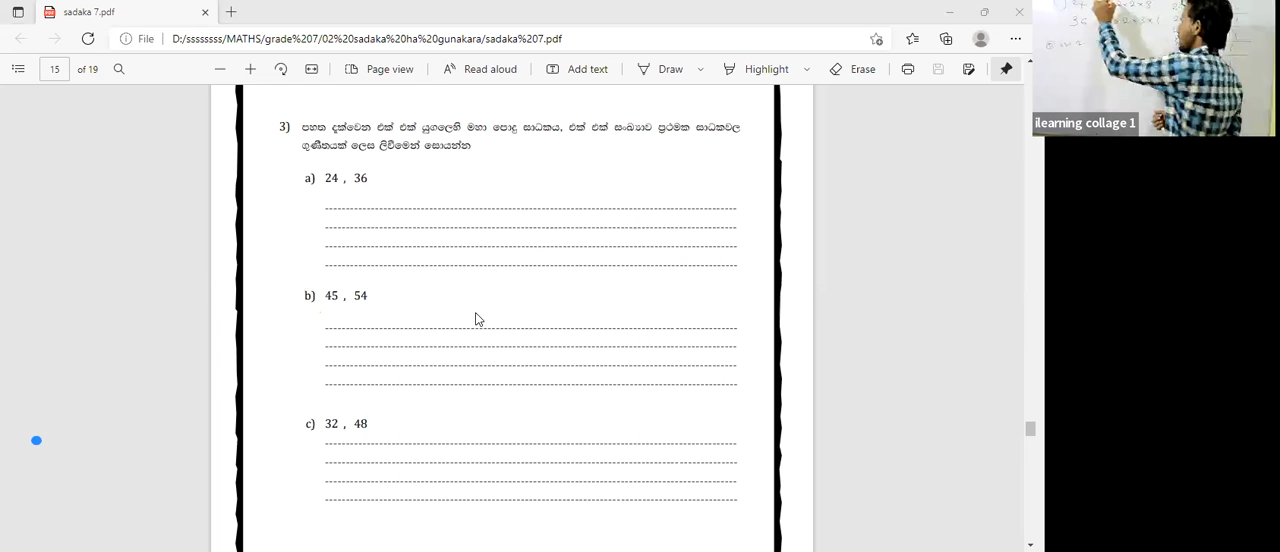 sadaka 7.pdf
File D:/ssssssss/MATHS/grade%207/02%20sadaka%20ha%20gunakara/sadaka%207.pdf
15 of 19 Page view Read aloud Add text Draw Highlight Erase
ilearning collage 1
3) පහත දැක්වෙන එක් එක් යුගලෙහි මහා පොදු සාධකය, එක් එක් සංඛ්‍යාව ප්‍රථමක සාධකවල
ගුණිතයක් ලෙස ලිවීමෙන් සොයන්න
a) 24 , 36
b) 45 , 54
c) 32 , 48